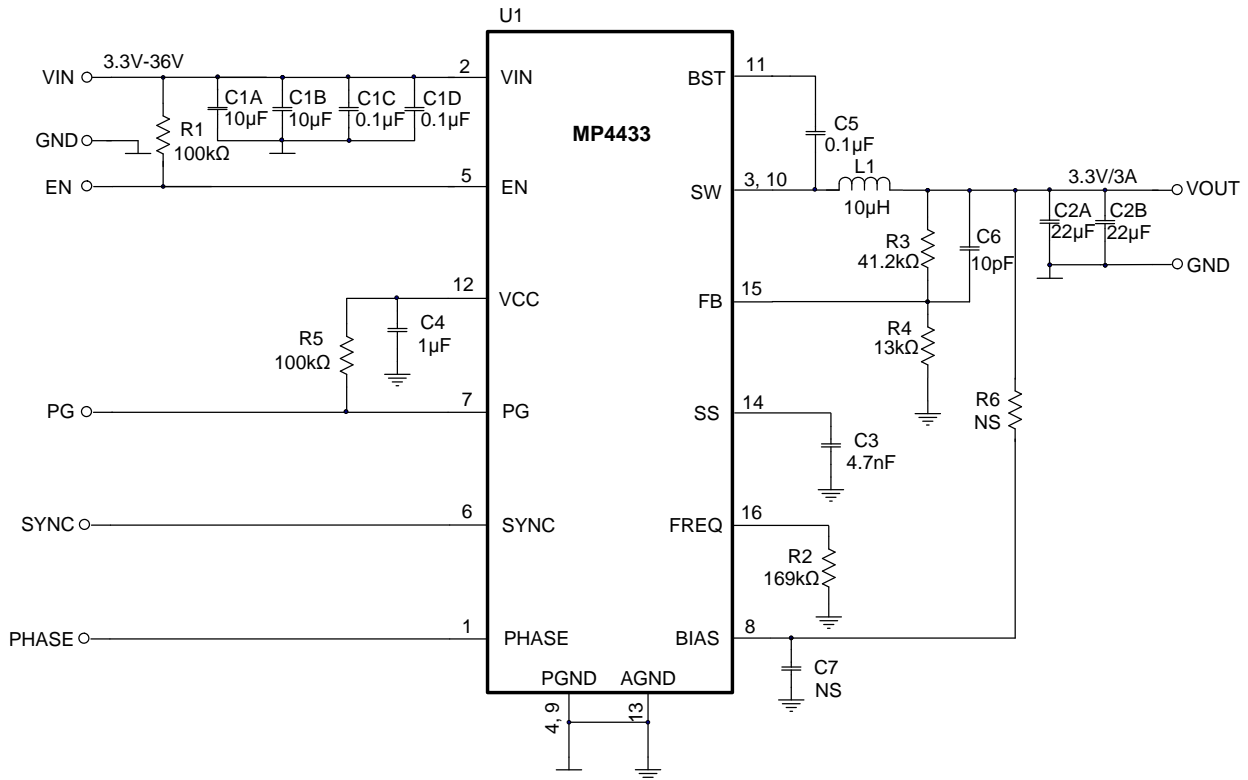 U1
VIN
3.3V-36V
2
VIN
C1A
10µF
C1B
10µF
C1C
0.1µF
C1D
0.1µF
GND
R1
100kΩ
EN
5
EN
12
VCC
C4
1µF
R5
100kΩ
PG
7
PG
SYNC
6
SYNC
PHASE
1
PHASE
MP4433
BST
11
C5
0.1µF
SW
3, 10
L1
10µH
3.3V/3A
VOUT
C2A
22µF
C2B
22µF
GND
R3
41.2kΩ
C6
10pF
FB
15
R4
13kΩ
R6
NS
SS
14
C3
4.7nF
FREQ
16
R2
169kΩ
BIAS
8
C7
NS
PGND
AGND
4, 9
13